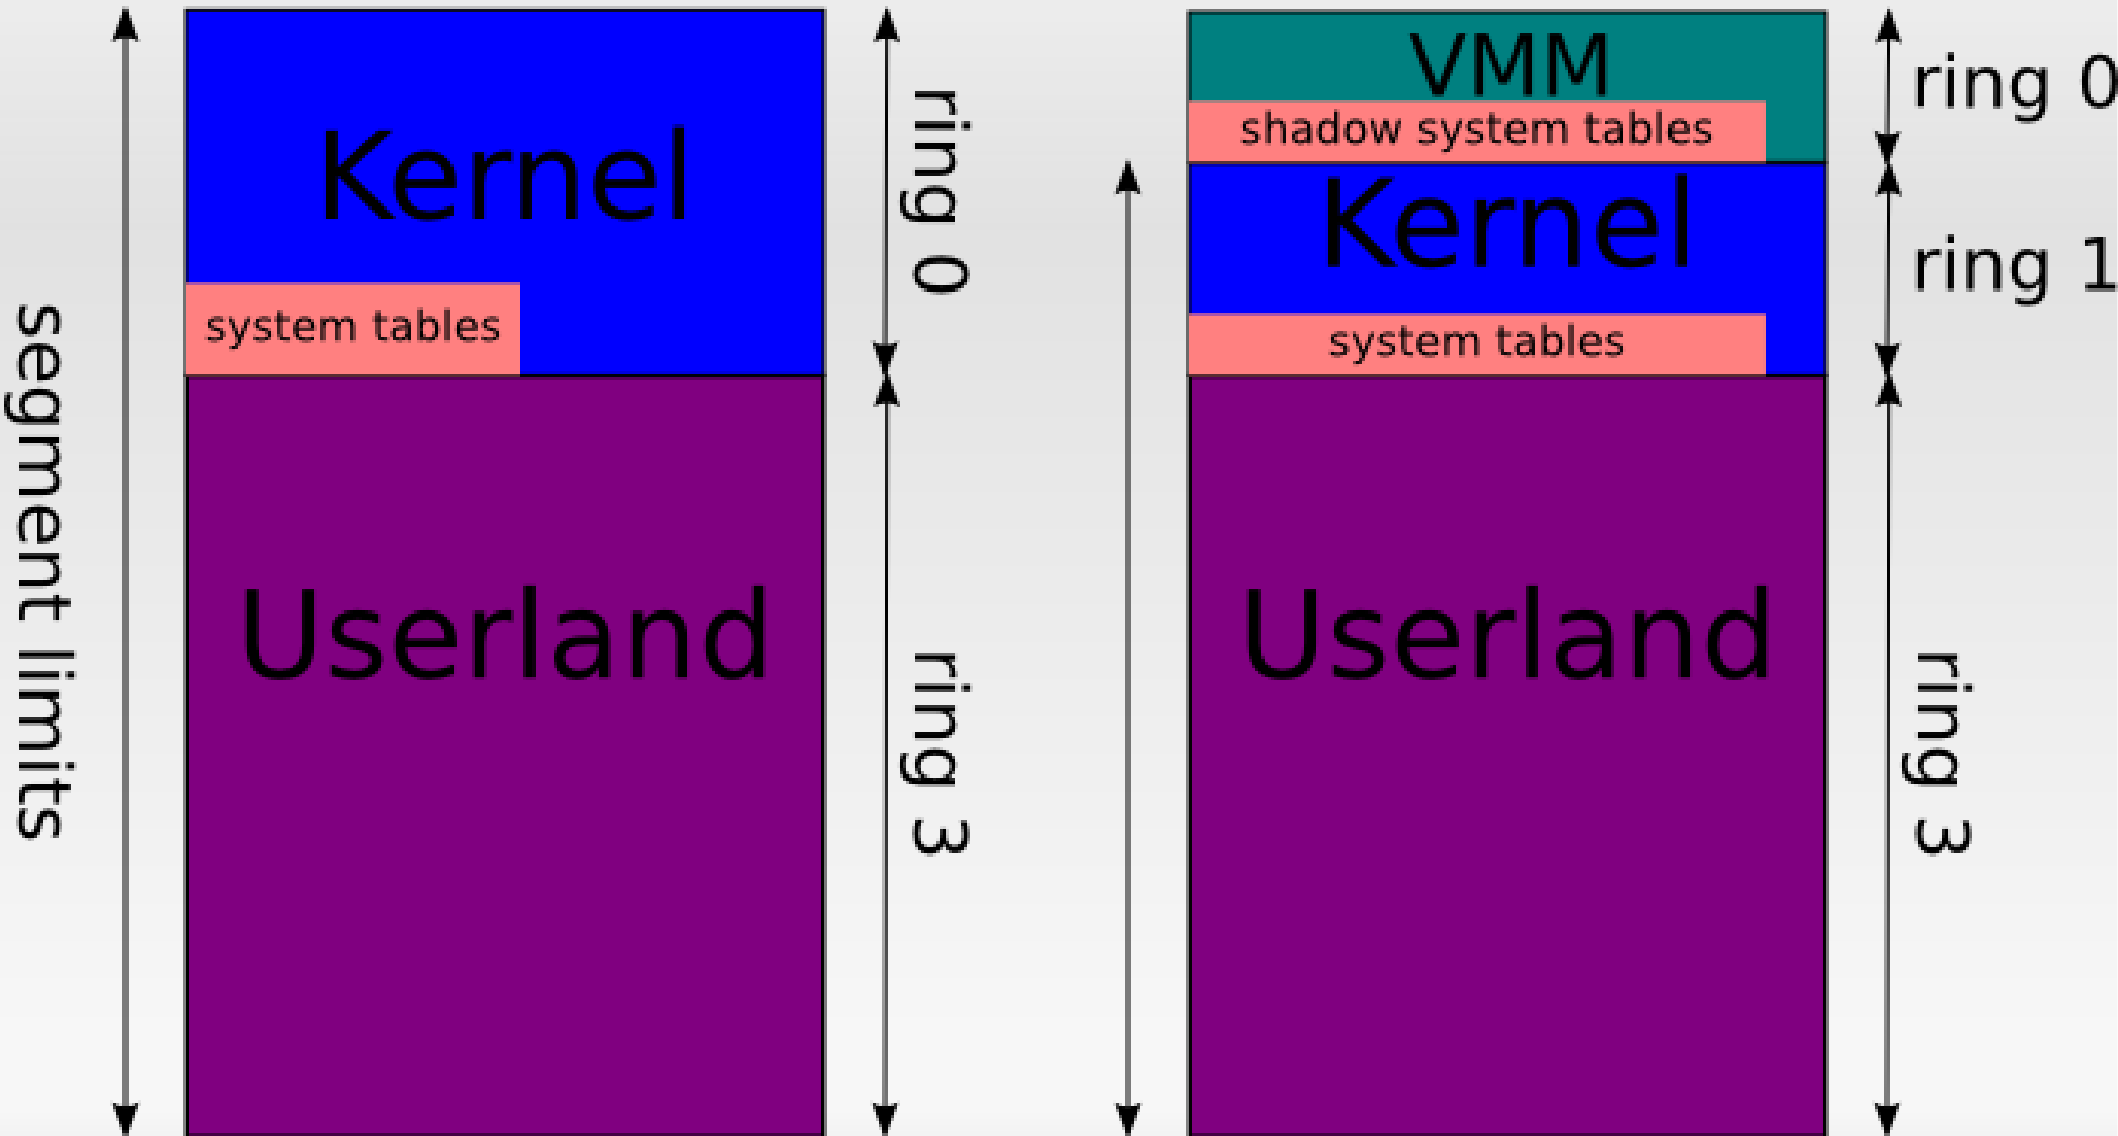 segment limits
Kernel
system tables
Userland
ring 0
ring 3
VMM
shadow system tables
Kernel
system tables
Userland
ring 0
ring 1
ring 3